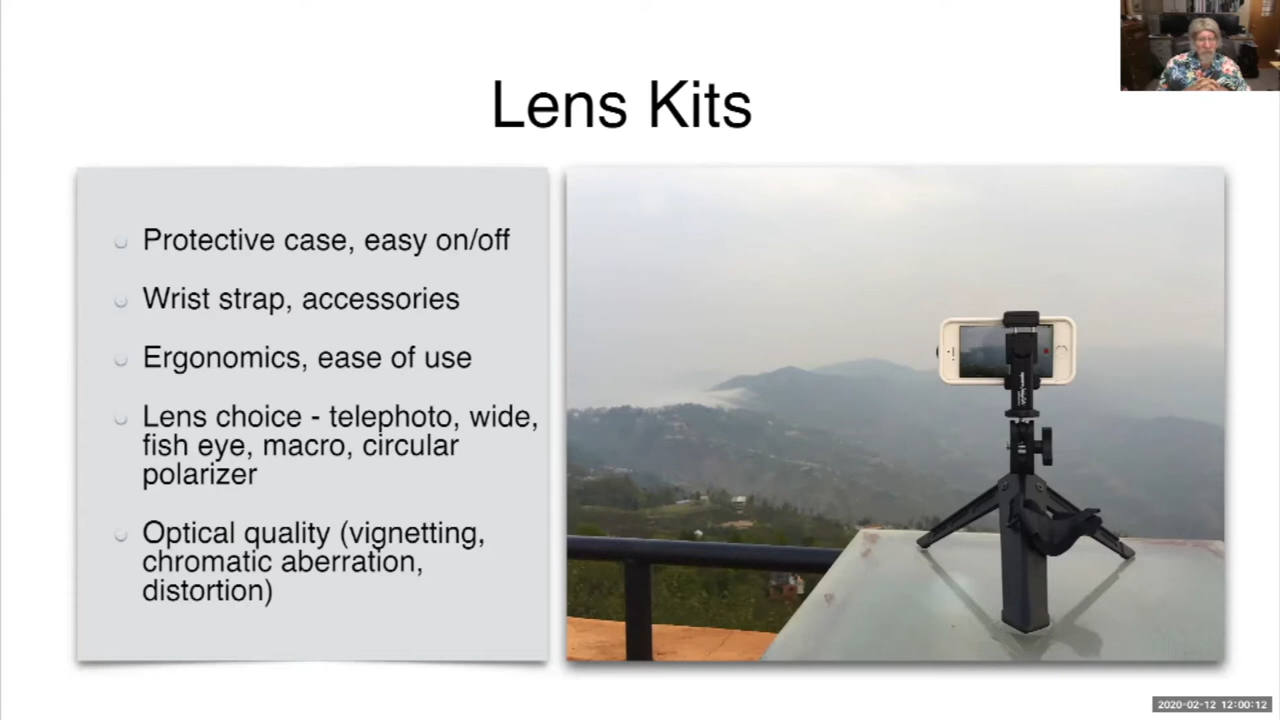 Lens Kits
Protective case, easy on/off
Wrist strap, accessories
Ergonomics, ease of use
Lens choice - telephoto, wide,
fish eye, macro, circular
polarizer
Optical quality (vignetting,
chromatic aberration,
distortion)
2020-02-12 12:00:12